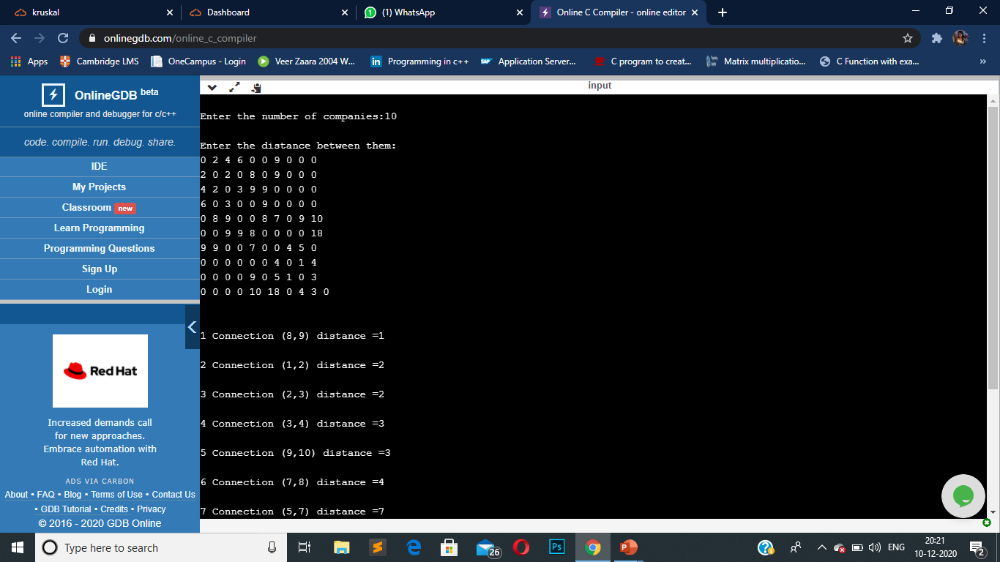 kruskal
Dashboard
(1) WhatsApp
Online C Compiler - online editor
onlinegdb.com/online_c_compiler
Apps
Cambridge LMS
OneCampus - Login
Veer Zaara 2004 W...
Programming in c++
Application Server...
C program to creat...
Matrix multiplicatio...
C Function with exa...
»
OnlineGDB beta
online compiler and debugger for c/c++
code. compile. run. debug. share.
IDE
My Projects
Classroom new
Learn Programming
Programming Questions
Sign Up
Login
Red Hat
Increased demands call
for new approaches.
Embrace automation with
Red Hat.
ADS VIA CARBON
About • FAQ • Blog • Terms of Use • Contact Us
• GDB Tutorial • Credits • Privacy
© 2016 - 2020 GDB Online
input
Enter the number of companies:10
Enter the distance between them:
0 2 4 6 0 0 9 0 0 0
2 0 2 0 8 0 9 0 0 0
4 2 0 3 9 9 0 0 0 0
6 0 3 0 0 9 0 0 0 0
0 8 9 0 0 8 7 0 9 10
0 0 9 9 8 0 0 0 0 18
9 9 0 0 7 0 0 4 5 0
0 0 0 0 0 0 4 0 1 4
0 0 0 0 9 0 5 1 0 3
0 0 0 0 10 18 0 4 3 0
1 Connection (8,9) distance =1
2 Connection (1,2) distance =2
3 Connection (2,3) distance =2
4 Connection (3,4) distance =3
5 Connection (9,10) distance =3
6 Connection (7,8) distance =4
7 Connection (5,7) distance =7
Type here to search
26
Ps
ENG
20:21
10-12-2020
2